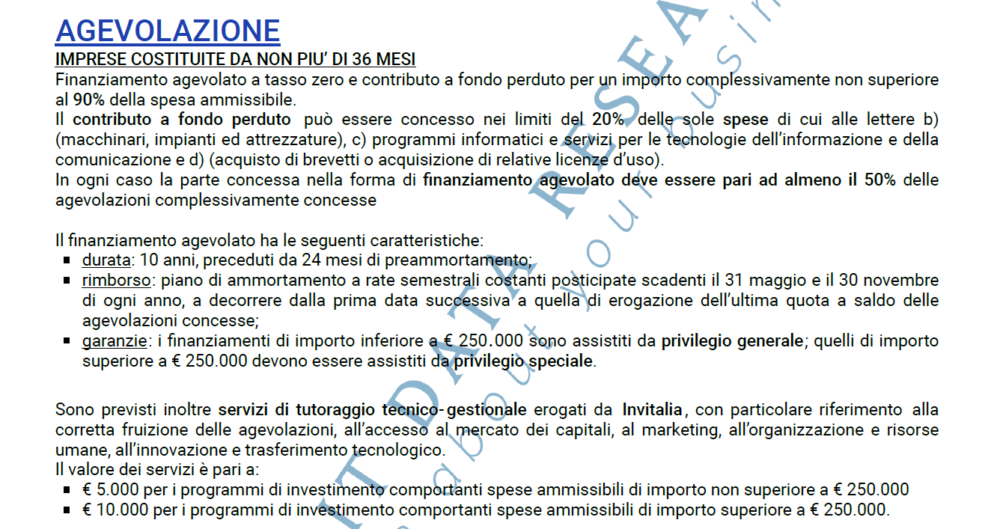 AGEVOLAZIONE
IMPRESE COSTITUITE DA NON PIU' DI 36 MESI
Finanziamento agevolato a tasso zero e contributo a fondo perduto per un importo complessivamente non superiore
al 90% della spesa ammissibile.
Il contributo a fondo perduto può essere concesso nei limiti del 20% delle sole spese di cui alle lettere b)
(macchinari, impianti ed attrezzature), c) programmi informatici e servizi per le tecnologie dell'informazione e della
comunicazione e d) (acquisto di brevetti o acquisizione di relative licenze d'uso).
In ogni caso la parte concessa nella forma di finanziamento agevolato deve essere pari ad almeno il 50% delle
agevolazioni complessivamente concesse
Il finanziamento agevolato ha le seguenti caratteristiche:
▪ durata: 10 anni, preceduti da 24 mesi di preammortamento;
▪ rimborso: piano di ammortamento a rate semestrali costanti posticipate scadenti il 31 maggio e il 30 novembre
di ogni anno, a decorrere dalla prima data successiva a quella di erogazione dell'ultima quota a saldo delle
agevolazioni concesse;
▪ garanzie: i finanziamenti di importo inferiore a € 250.000 sono assistiti da privilegio generale; quelli di importo
superiore a € 250.000 devono essere assistiti da privilegio speciale.
Sono previsti inoltre servizi di tutoraggio tecnico-gestionale erogati da Invitalia, con particolare riferimento alla
corretta fruizione delle agevolazioni, all'accesso al mercato dei capitali, al marketing, all'organizzazione e risorse
umane, all'innovazione e trasferimento tecnologico.
Il valore dei servizi è pari a:
▪ € 5.000 per i programmi di investimento comportanti spese ammissibili di importo non superiore a € 250.000
▪ € 10.000 per i programmi di investimento comportanti spese ammissibili di importo superiore a € 250.000.
IT DATA RESEA
about your busin